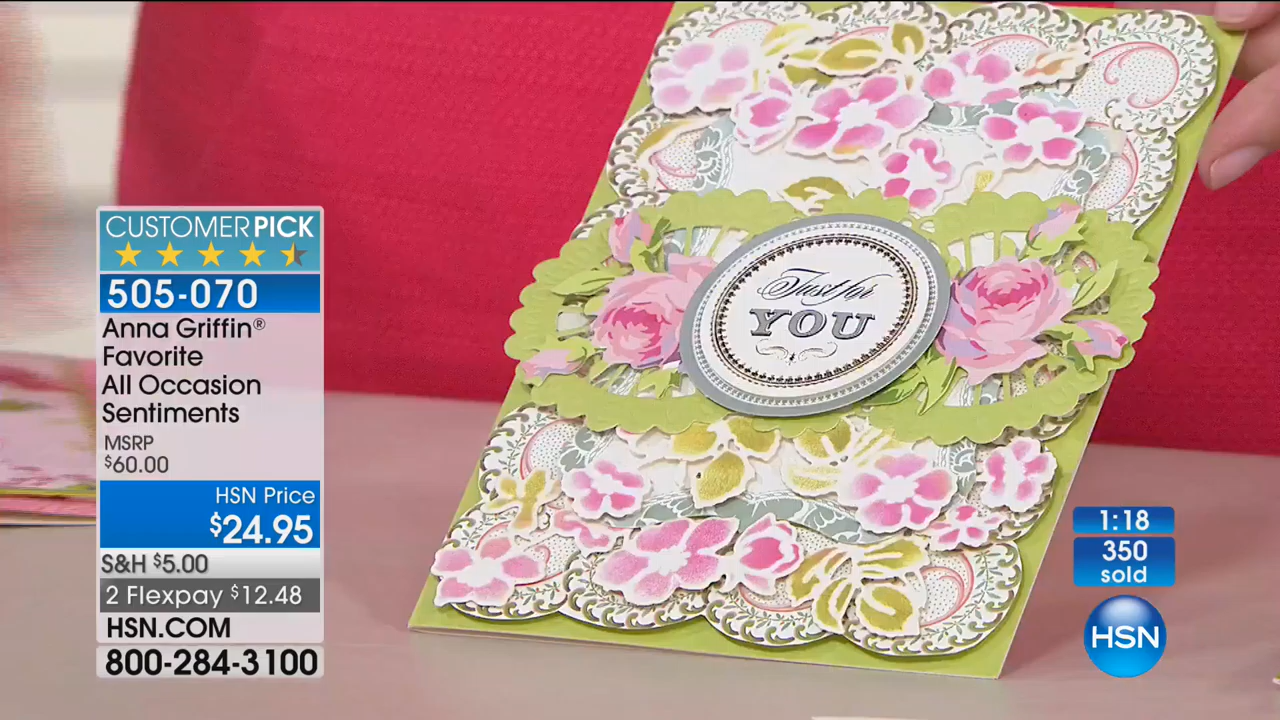 CUSTOMER PICK
505-070
Anna Griffin®
Favorite
All Occasion
Sentiments
MSRP
$60.00
HSN Price
$24.95
S&H $5.00
2 Flexpay $12.48
HSN.COM
800-284-3100
Just for
YOU
1:18
350
sold
HSN